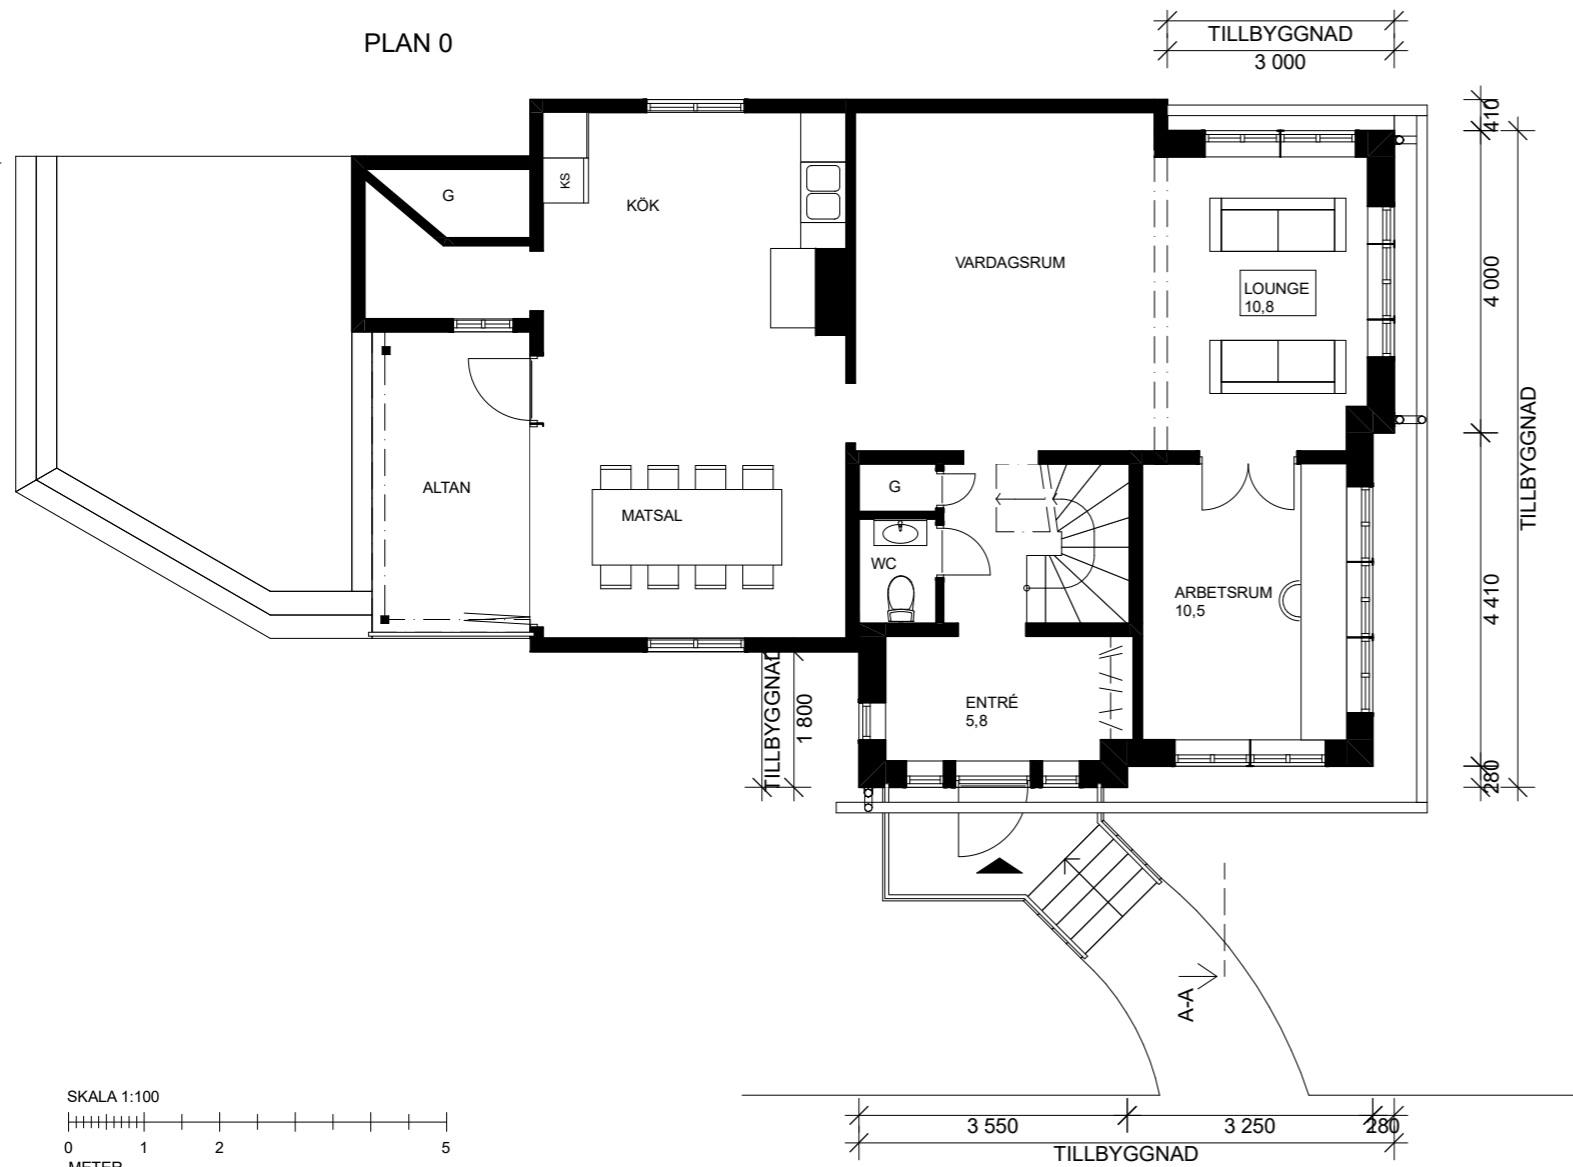 PLAN 0
TILLBYGGNAD
3 000
410
G
KS
KÖK
VARDAGSRUM
LOUNGE
10,8
4 000
TILLBYGGNAD
ALTAN
MATSAL
G
WC
ARBETSRUM
10,5
4 410
TILLBYGGNAD
1 800
ENTRÉ
5,8
280
A-A
SKALA 1:100
0 1 2 5
METER
3 550
3 250
280
TILLBYGGNAD